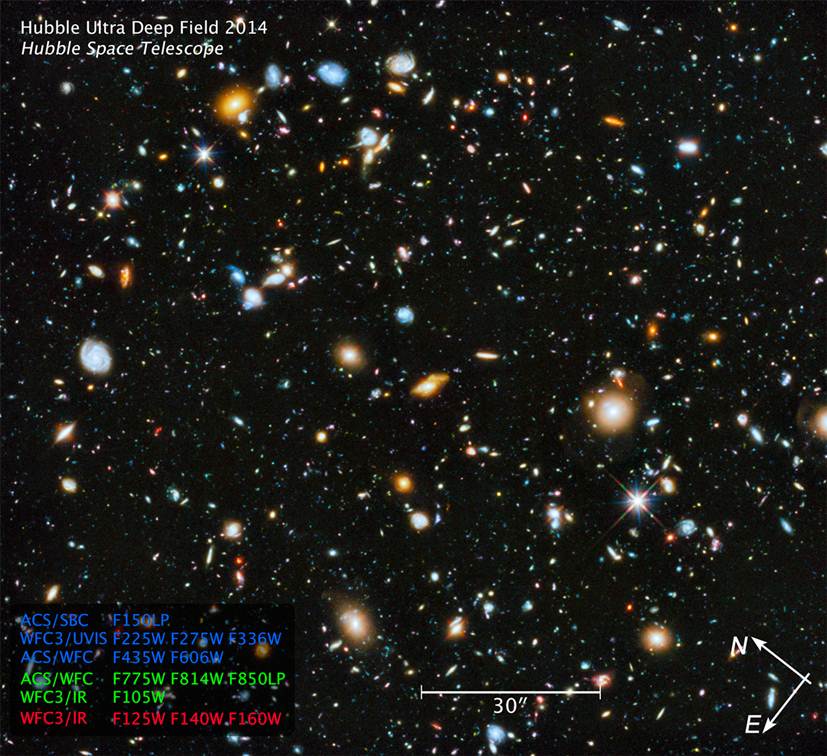 Hubble Ultra Deep Field 2014
Hubble Space Telescope
ACS/SBC F150LP
WFC3/UVIS F225W F275W F336W
ACS/WFC F435W F606W
ACS/WFC F775W F814W F850LP
WFC3/IR F105W
WFC3/IR F125W F140W F160W
30″
N
E